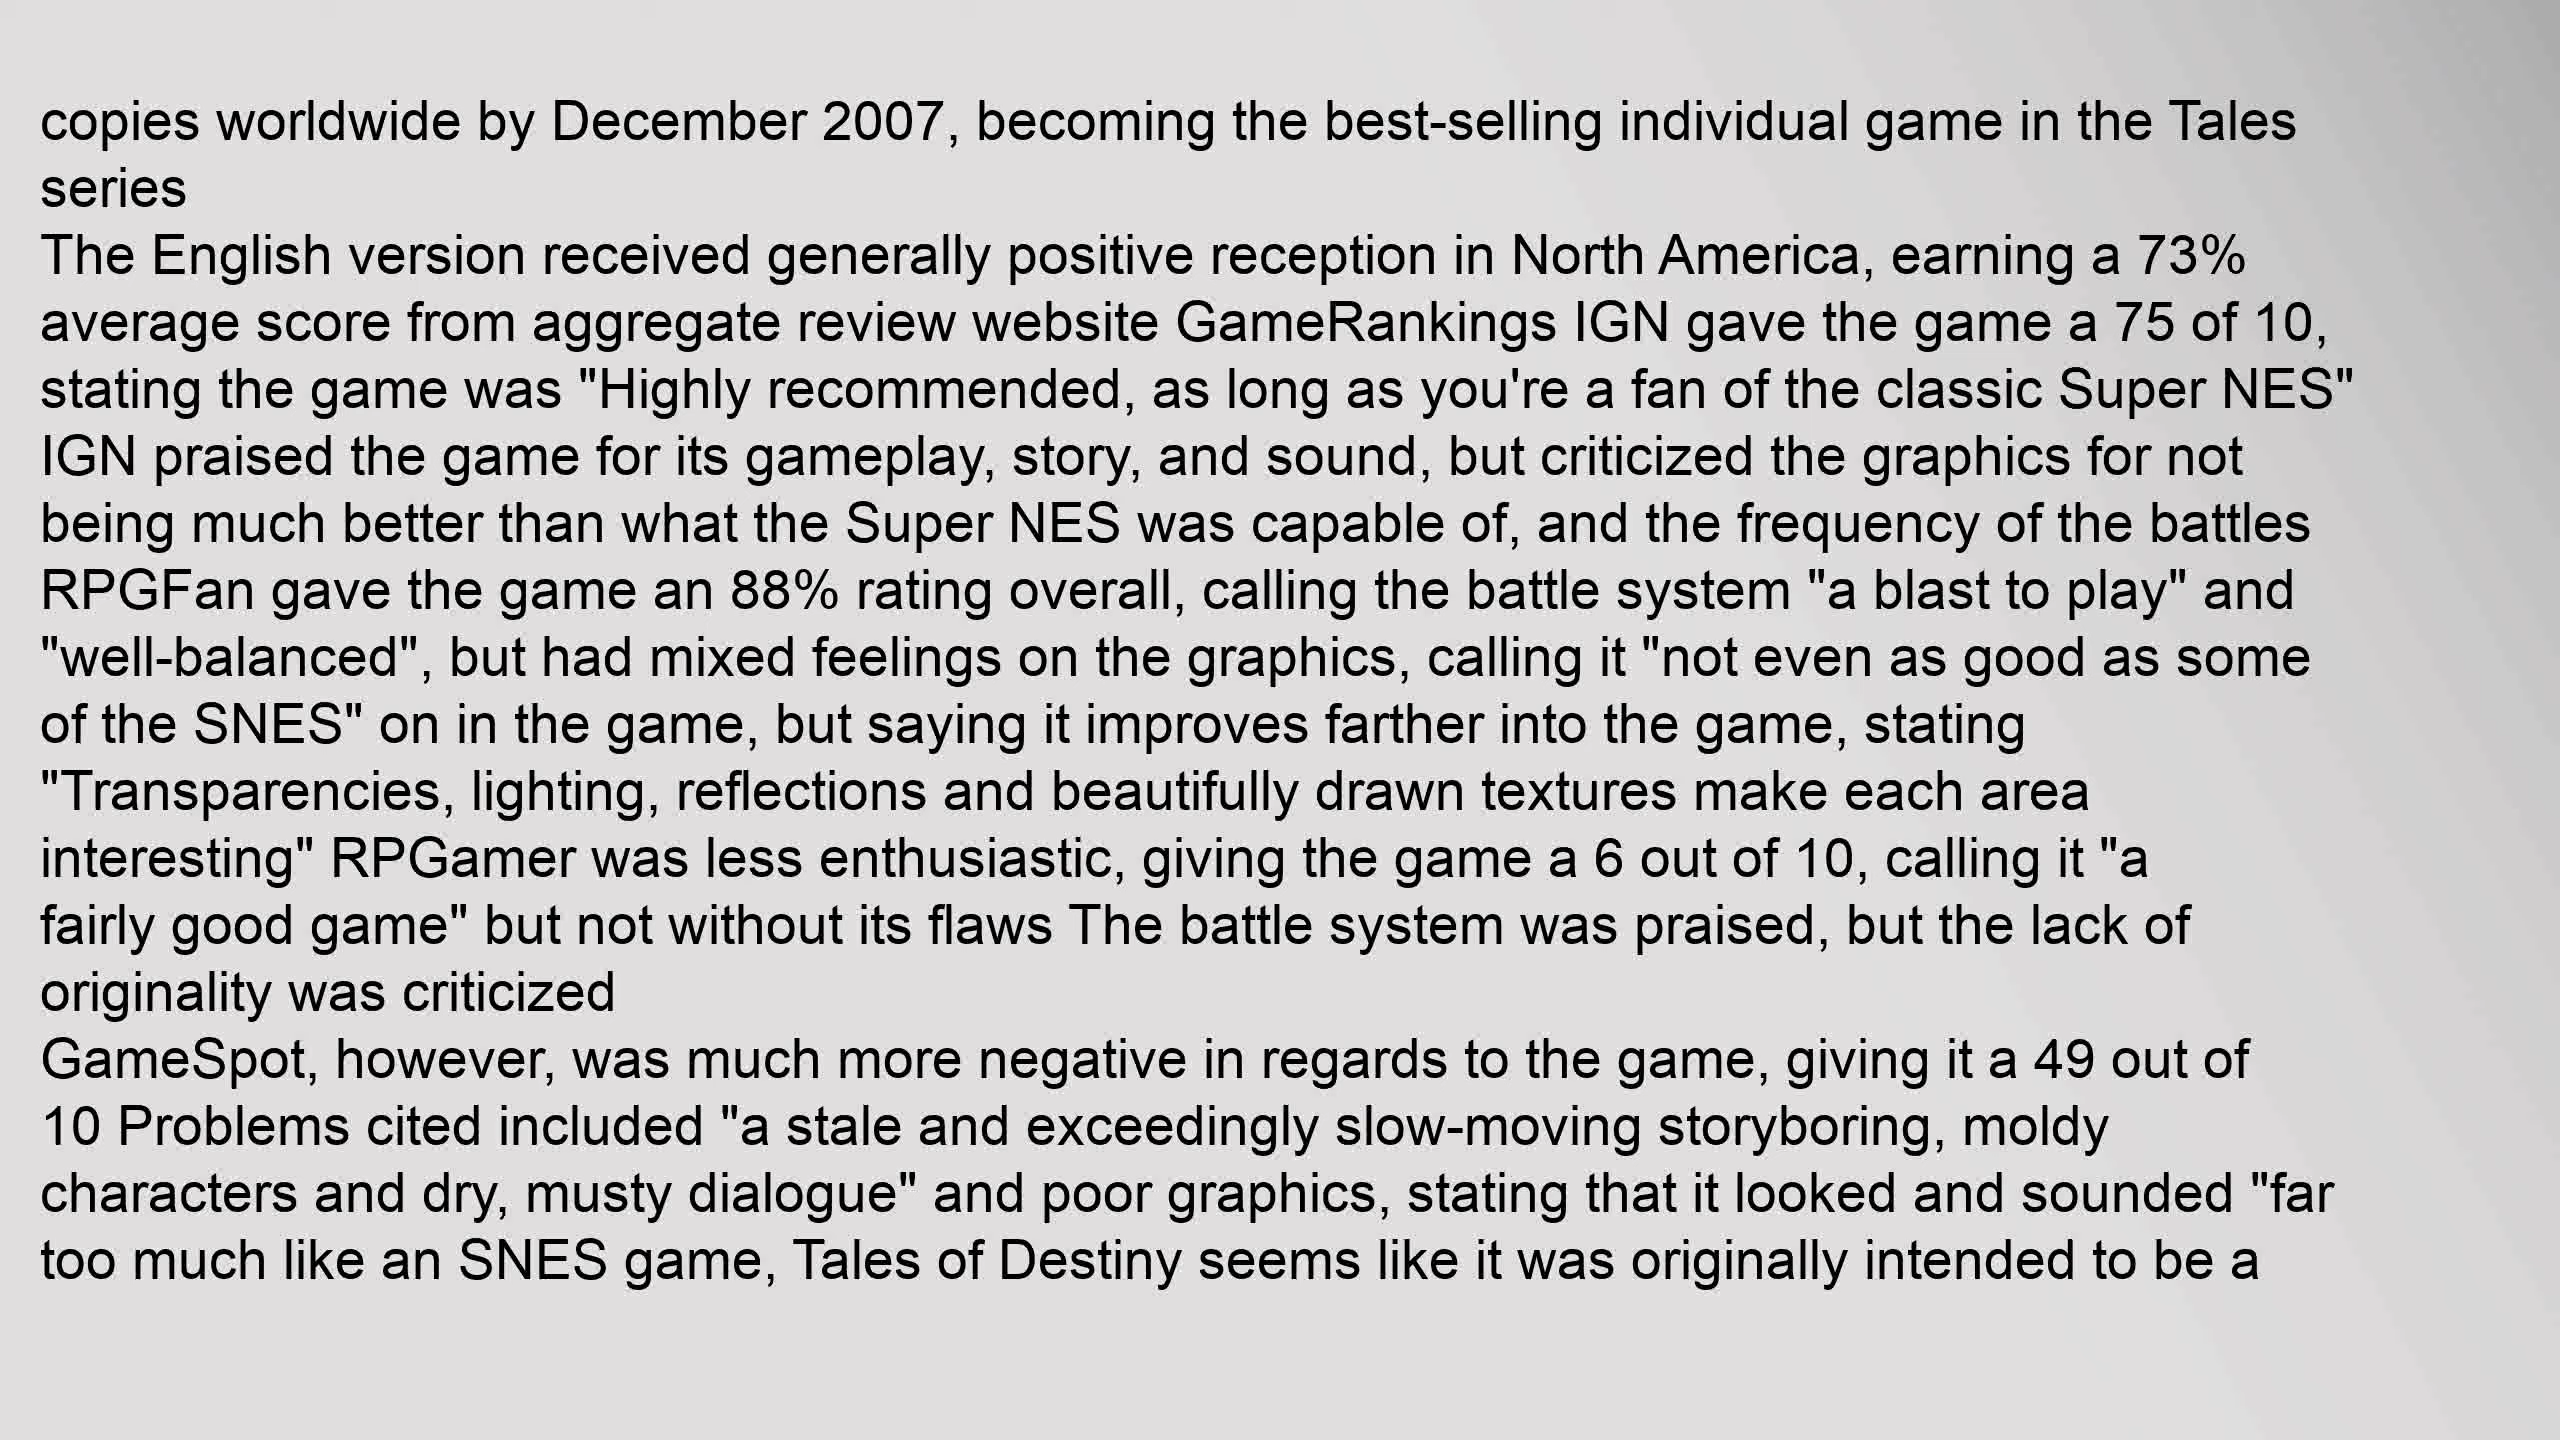 copies worldwide by December 2007, becoming the best-selling individual game in the Tales
series
The English version received generally positive reception in North America, earning a 73%
average score from aggregate review website GameRankings IGN gave the game a 75 of 10,
stating the game was "Highly recommended, as long as you're a fan of the classic Super NES"
IGN praised the game for its gameplay, story, and sound, but criticized the graphics for not
being much better than what the Super NES was capable of, and the frequency of the battles
RPGFan gave the game an 88% rating overall, calling the battle system "a blast to play" and
"well-balanced", but had mixed feelings on the graphics, calling it "not even as good as some
of the SNES" on in the game, but saying it improves farther into the game, stating
"Transparencies, lighting, reflections and beautifully drawn textures make each area
interesting" RPGamer was less enthusiastic, giving the game a 6 out of 10, calling it "a
fairly good game" but not without its flaws The battle system was praised, but the lack of
originality was criticized
GameSpot, however, was much more negative in regards to the game, giving it a 49 out of
10 Problems cited included "a stale and exceedingly slow-moving storyboring, moldy
characters and dry, musty dialogue" and poor graphics, stating that it looked and sounded "far
too much like an SNES game, Tales of Destiny seems like it was originally intended to be a